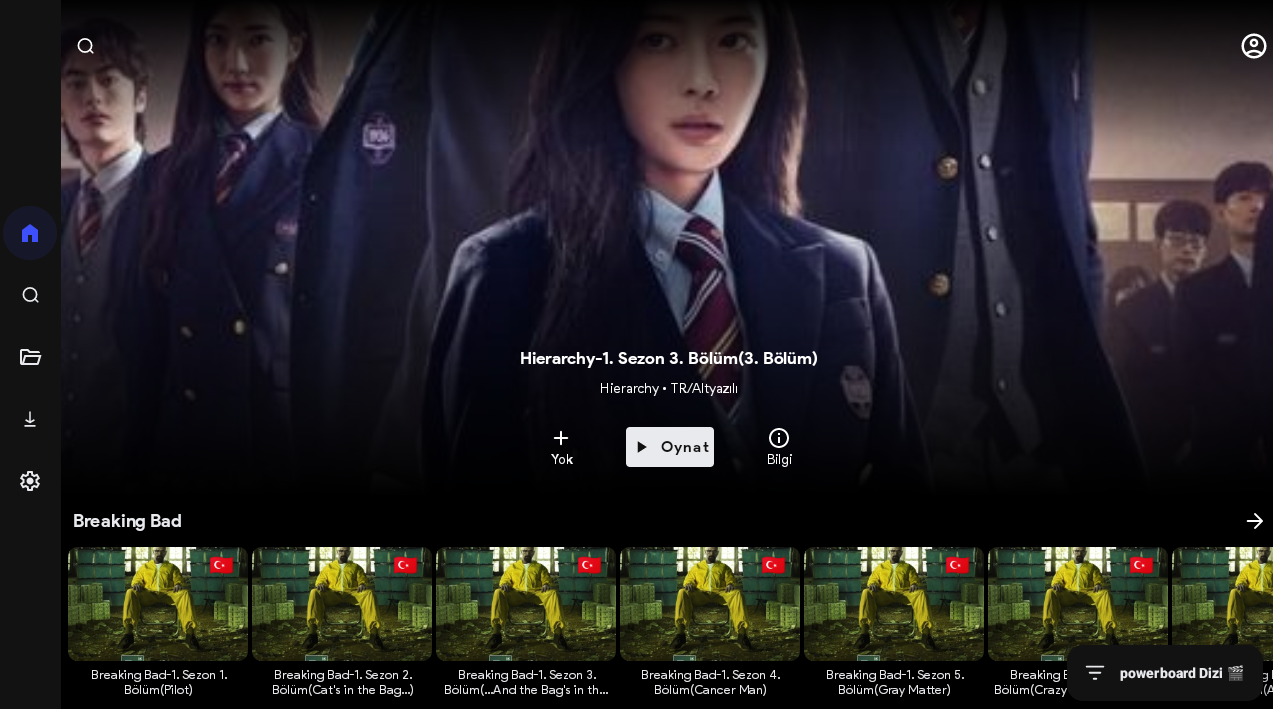 Hierarchy-1. Sezon 3. Bölüm(3. Bölüm)
Hierarchy • TR/Altyazılı
Yok
Oynat
Bilgi
Breaking Bad
Breaking Bad-1. Sezon 1.
Bölüm(Pilot)
Breaking Bad-1. Sezon 2.
Bölüm(Cat's in the Bag...)
Breaking Bad-1. Sezon 3.
Bölüm(...And the Bag's in th...
Breaking Bad-1. Sezon 4.
Bölüm(Cancer Man)
Breaking Bad-1. Sezon 5.
Bölüm(Gray Matter)
Breaking
Bölüm(Crazy
powerboard Dizi 🎬